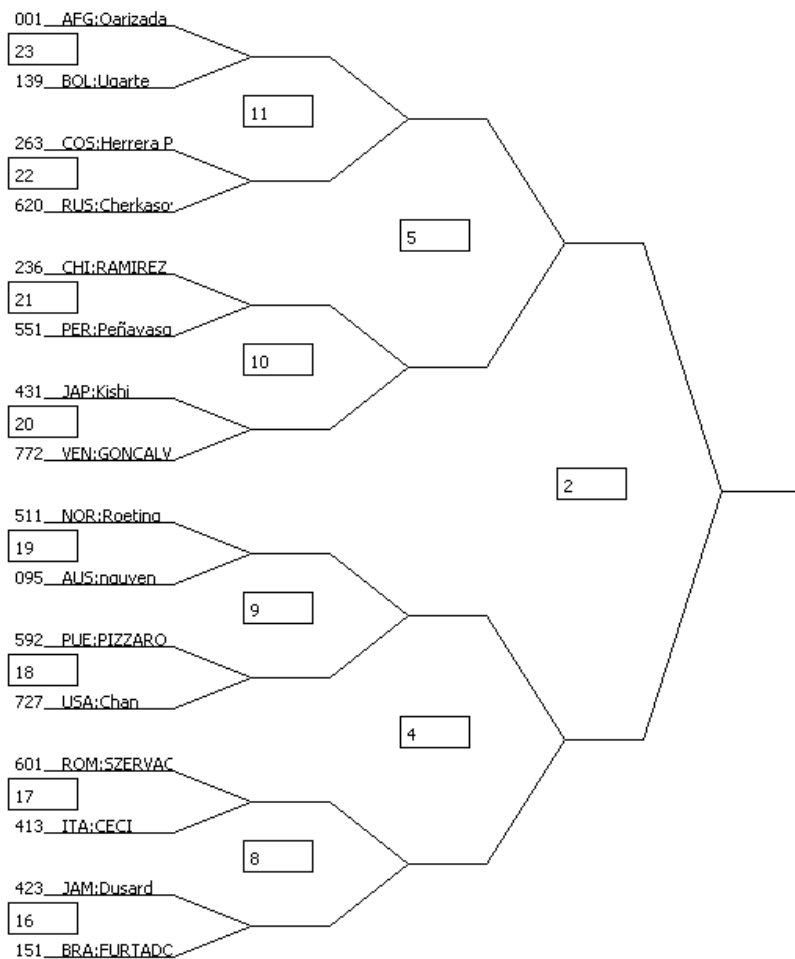 001 AFG:Oarizada
23
139 BOL:Ugarte
11
263 COS:Herrera P
22
620 RUS:Cherkaso
5
236 CHI:RAMIREZ
21
551 PER:Peñavasq
10
431 JAP:Kishi
20
772 VEN:GONCALV
2
511 NOR:Roeting
19
095 AUS:nguyen
9
592 PUE:PIZZARO
18
727 USA:Chan
4
601 ROM:SZERVAC
17
413 ITA:CECI
8
423 JAM:Dusard
16
151 BRA:FURTADO